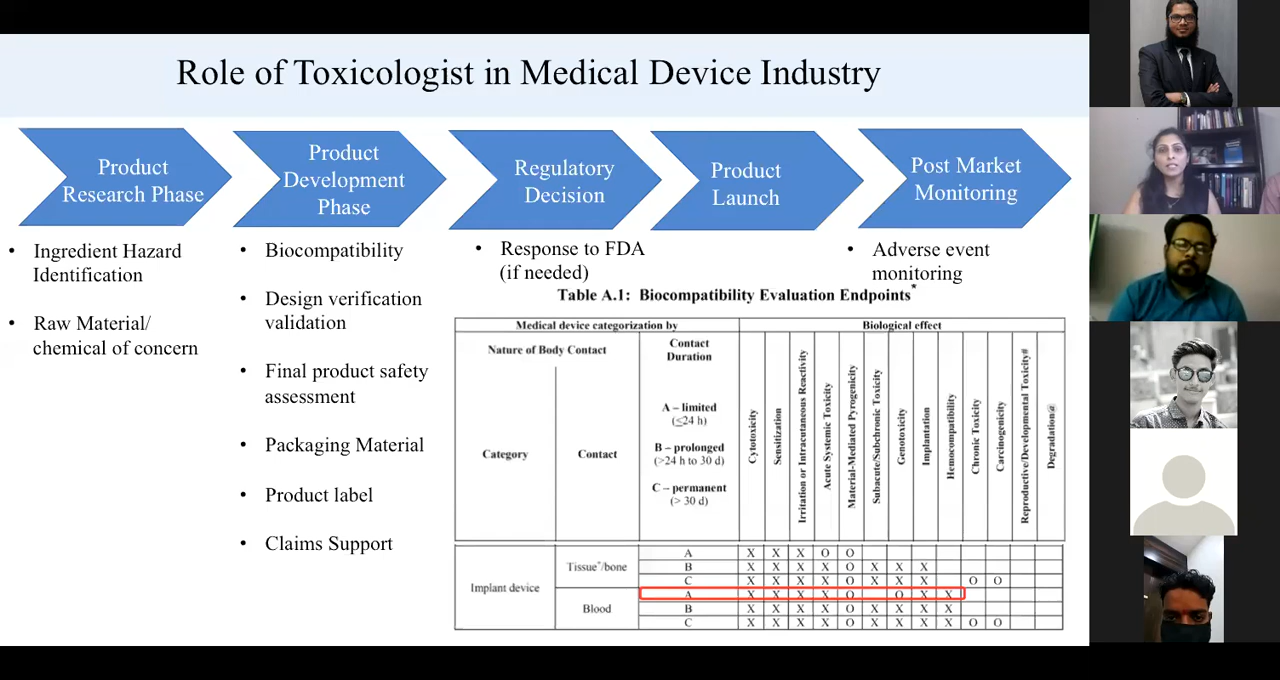 Role of Toxicologist in Medical Device Industry
Product
Research Phase
Product
Development
Phase
Regulatory
Decision
Product
Launch
Post Market
Monitoring
• Ingredient Hazard
Identification
• Raw Material/
chemical of concern
• Biocompatibility
• Design verification
validation
• Final product safety
assessment
• Packaging Material
• Product label
• Claims Support
• Response to FDA
(if needed)
• Adverse event
monitoring
Table A.1: Biocompatibility Evaluation Endpoints*
Medical device categorization by
Biological effect
Nature of Body Contact
Contact
Duration
A – limited
(≤24 h)
B – prolonged
(>24 h to 30 d)
C – permanent
(> 30 d)
Category
Contact
Cytotoxicity
Sensitization
Irritation or Intracutaneous Reactivity
Acute Systemic Toxicity
Material-Mediated Pyrogenicity
Subacute/Subchronic Toxicity
Genotoxicity
Implantation
Hemocompatibility
Chronic Toxicity
Carcinogenicity
Reproductive/Developmental Toxicity#
Degradation@
Implant device
Tissue+/bone
A X X X O O
B X X X X O X X X
C X X X X O X X X O O
Blood
A X X X X O O X X
B X X X X O X X X X
C X X X X O X X X X O O